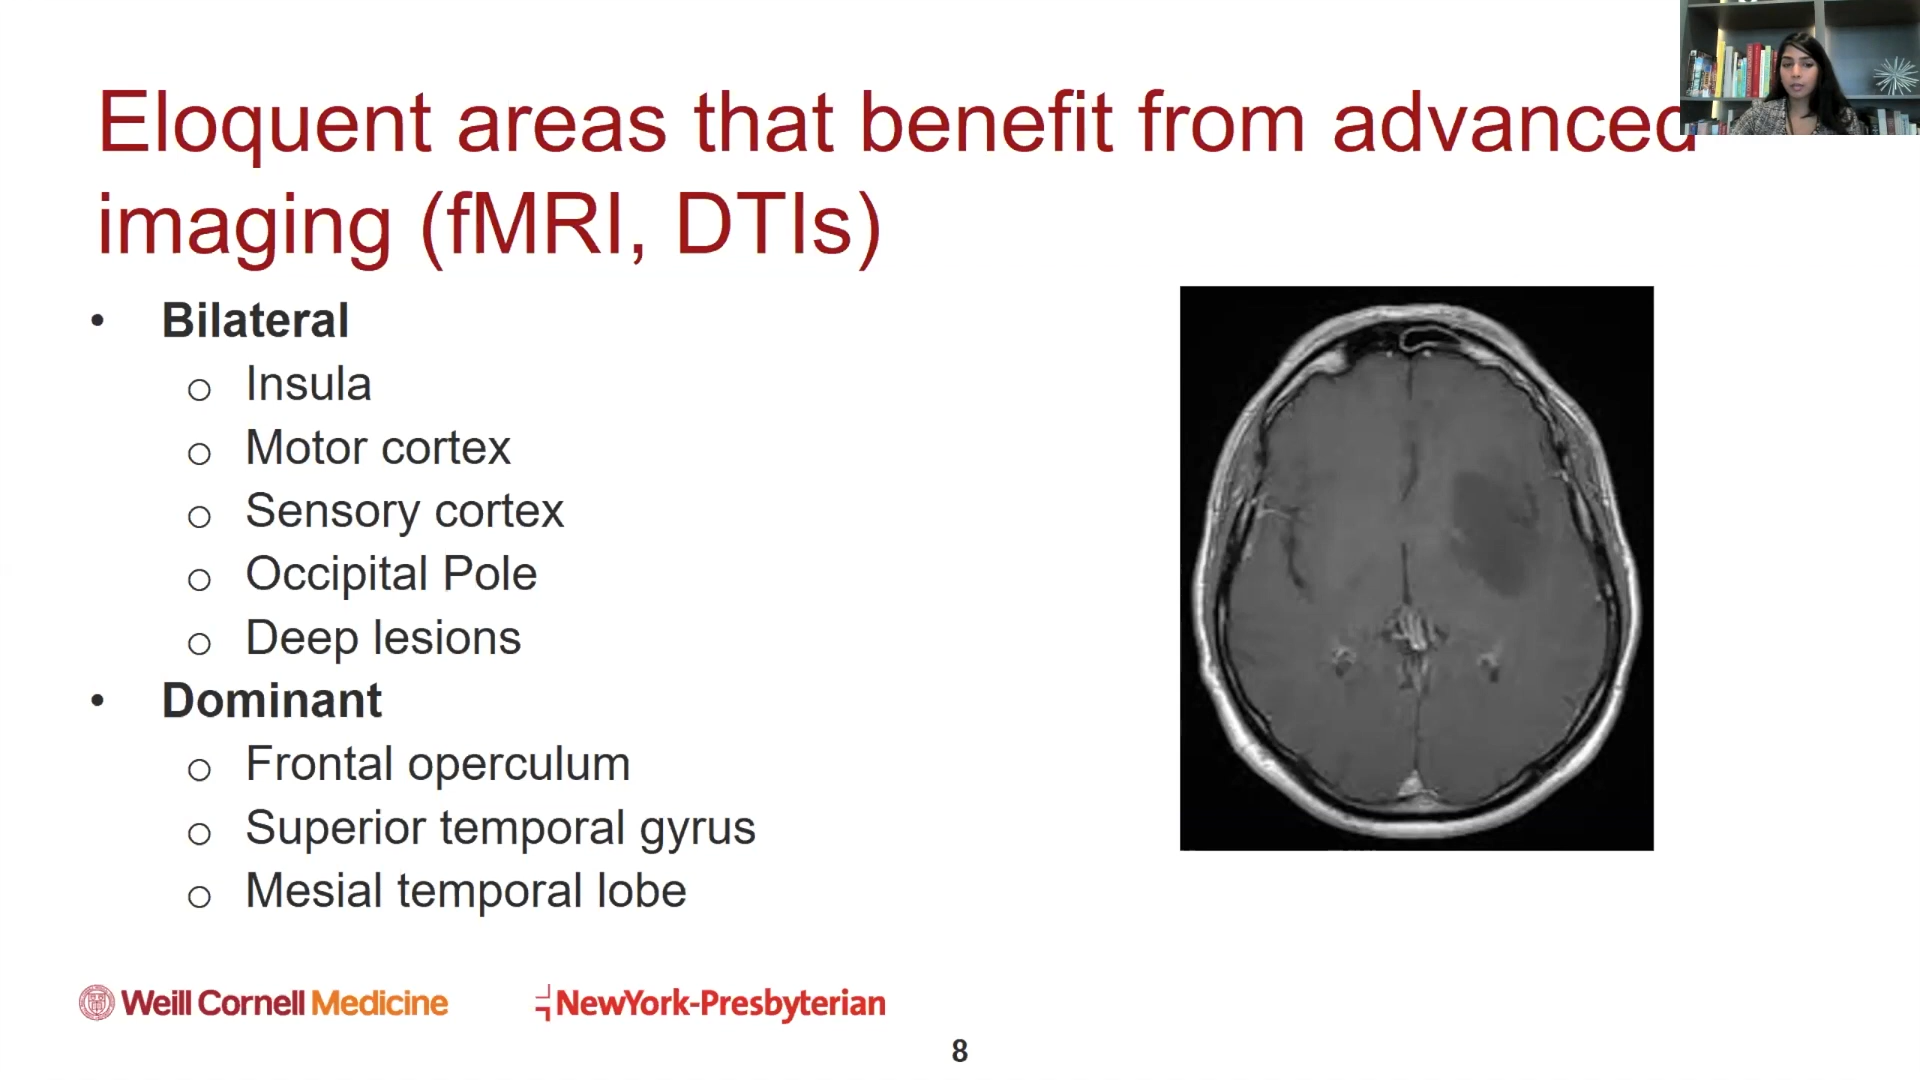 Eloquent areas that benefit from advanced
imaging (fMRI, DTIs)
• Bilateral
o Insula
o Motor cortex
o Sensory cortex
o Occipital Pole
o Deep lesions
• Dominant
o Frontal operculum
o Superior temporal gyrus
o Mesial temporal lobe
Weill Cornell Medicine
NewYork-Presbyterian
8